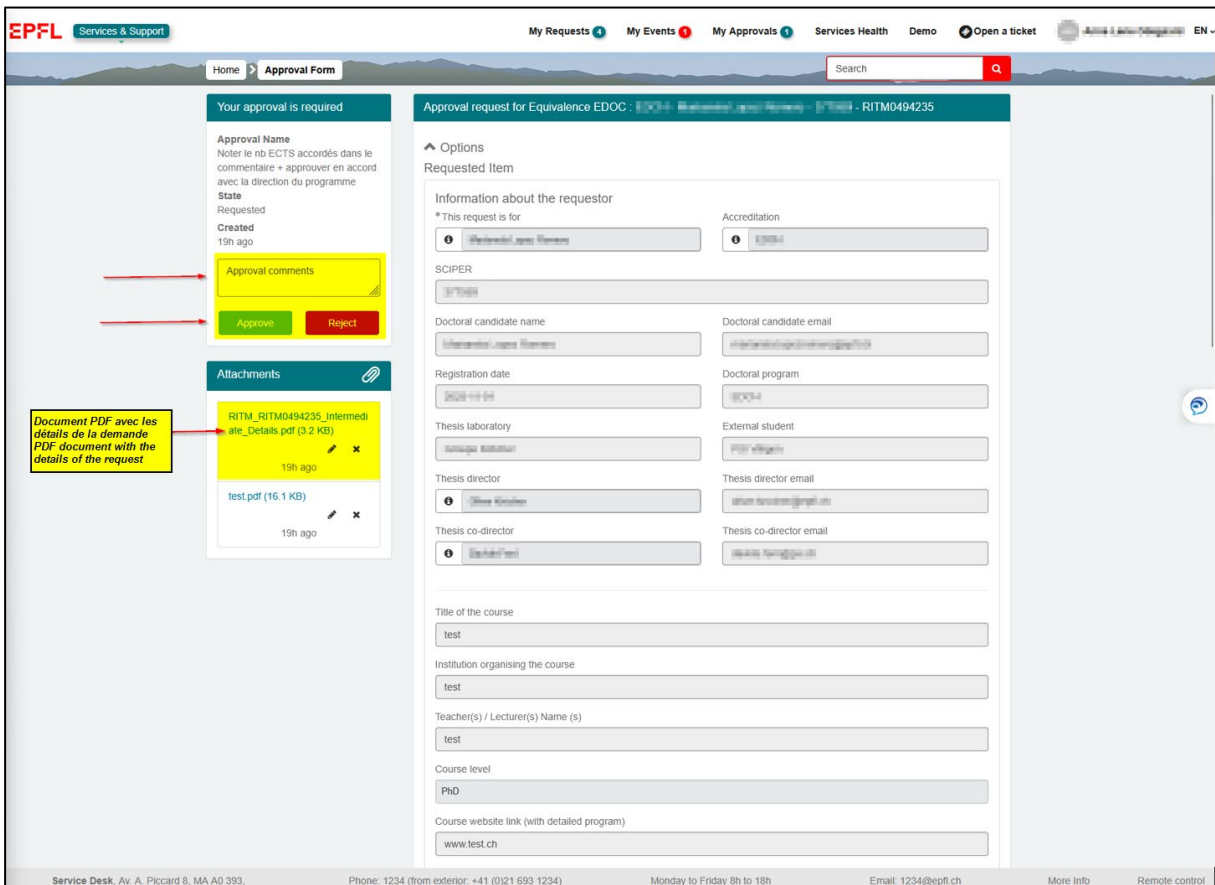 EPFL Services & Support My Requests 4 My Events 1 My Approvals 1 Services Health Demo Open a ticket EN
Home Approval Form Search
Your approval is required
Approval Name
Noter le nb ECTS accordés dans le
commentaire + approuver en accord
avec la direction du programme
State
Requested
Created
19h ago
Approval comments
Approve Reject
Attachments
Document PDF avec les
détails de la demande
PDF document with the
details of the request
RITM_RITM0494235_Intermedi
ate_Details.pdf (3.2 KB)
19h ago
test.pdf (16.1 KB)
19h ago
Approval request for Equivalence EDOC : - RITM0494235
Options
Requested Item
Information about the requestor
*This request is for Accreditation
SCIPER
Doctoral candidate name Doctoral candidate email
Registration date Doctoral program
Thesis laboratory External student
Thesis director Thesis director email
Thesis co-director Thesis co-director email
Title of the course
test
Institution organising the course
test
Teacher(s) / Lecturer(s) Name (s)
test
Course level
PhD
Course website link (with detailed program)
www.test.ch
Service Desk, Av. A. Piccard 8, MA A0 393, Phone: 1234 (from exterior: +41 (0)21 693 1234) Monday to Friday 8h to 18h Email: 1234@epfl.ch More Info Remote control